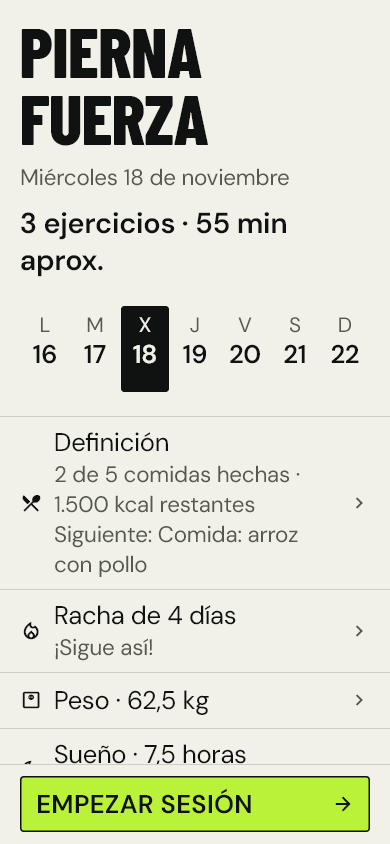 PIERNA
FUERZA
Miércoles 18 de noviembre
3 ejercicios · 55 min
aprox.
L M X J V S D
16 17 18 19 20 21 22
Definición
2 de 5 comidas hechas ·
1.500 kcal restantes
Siguiente: Comida: arroz
con pollo
Racha de 4 días
¡Sigue así!
Peso · 62,5 kg
Sueño · 7,5 horas
EMPEZAR SESIÓN